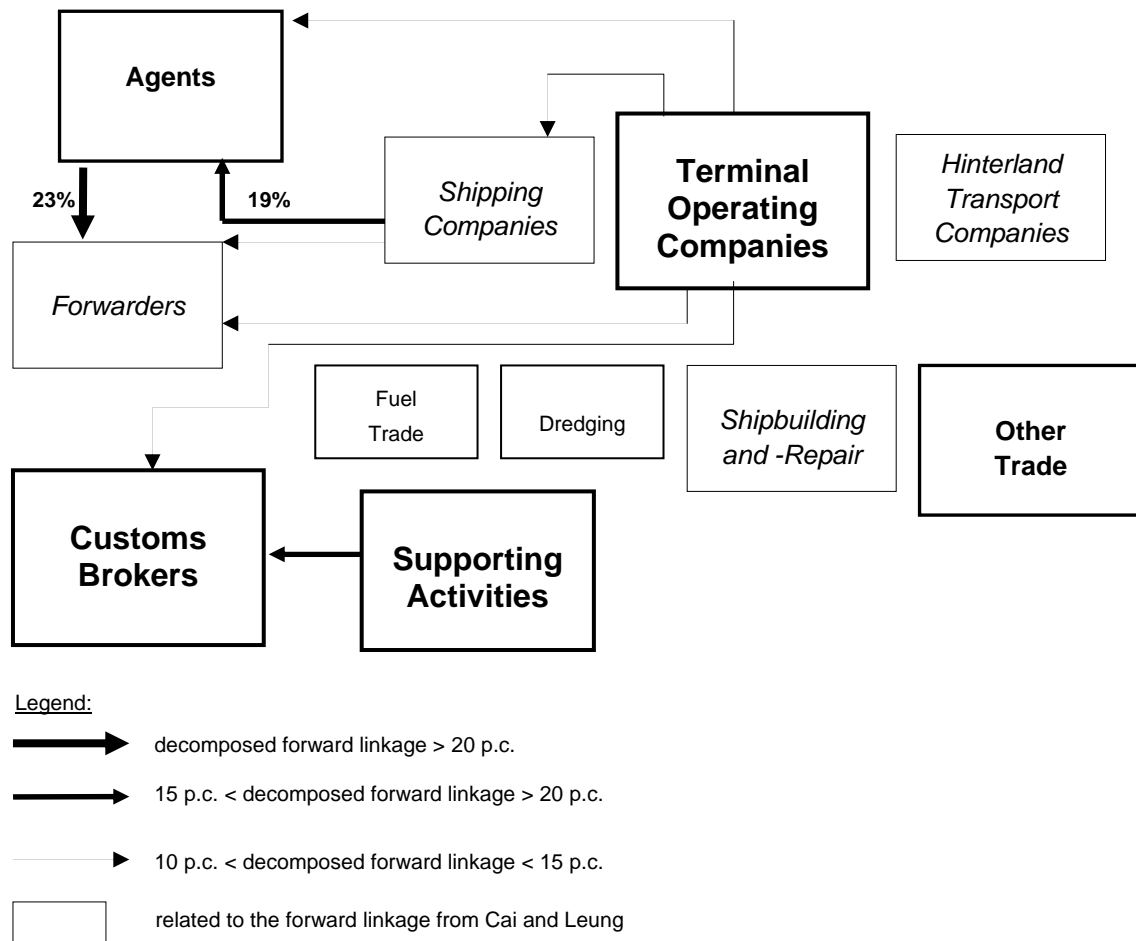 Agents
23%
19%
Shipping
Companies
Terminal
Operating
Companies
Hinterland
Transport
Companies
Forwarders
Fuel
Trade
Dredging
Shipbuilding
and -Repair
Other
Trade
Customs
Brokers
Supporting
Activities
Legend:
decomposed forward linkage > 20 p.c.
15 p.c. < decomposed forward linkage > 20 p.c.
10 p.c. < decomposed forward linkage < 15 p.c.
related to the forward linkage from Cai and Leung